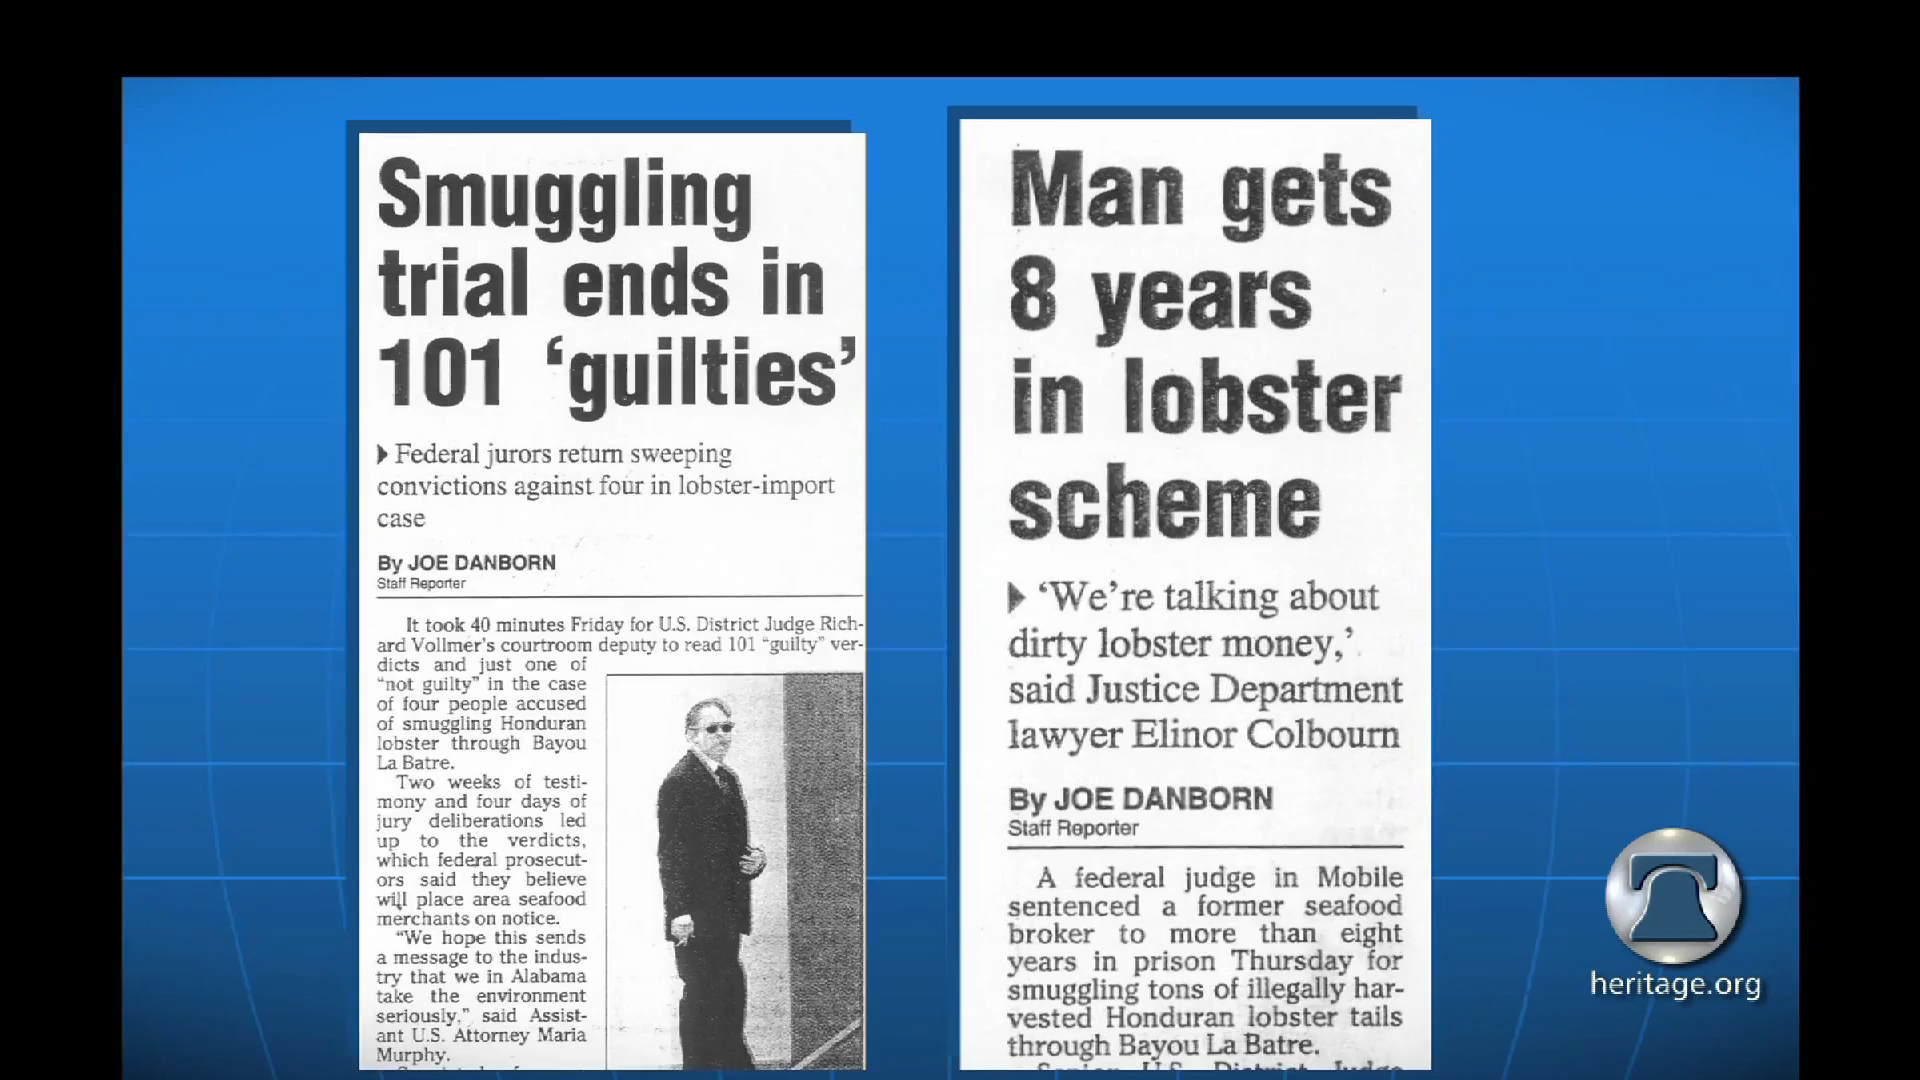 Smuggling
trial ends in
101 ‘guilties’
Federal jurors return sweeping
convictions against four in lobster-import
case
By JOE DANBORN
Staff Reporter
It took 40 minutes Friday for U.S. District Judge Rich-
ard Vollmer’s courtroom deputy to read 101 “guilty” ver-
dicts and just one of
“not guilty” in the case
of four people accused
of smuggling Honduran
lobster through Bayou
La Batre.
Two weeks of testi-
mony and four days of
jury deliberations led
up to the verdicts,
which federal prosecut-
ors said they believe
will place area seafood
merchants on notice.
“We hope this sends
a message to the indus-
try that we in Alabama
take the environment
seriously,” said Assist-
ant U.S. Attorney Maria
Murphy.
Man gets
8 years
in lobster
scheme
‘We’re talking about
dirty lobster money,’
said Justice Department
lawyer Elinor Colbourn
By JOE DANBORN
Staff Reporter
A federal judge in Mobile
sentenced a former seafood
broker to more than eight
years in prison Thursday for
smuggling tons of illegally har-
vested Honduran lobster tails
through Bayou La Batre.
Senior U.S. District Judge
heritage.org